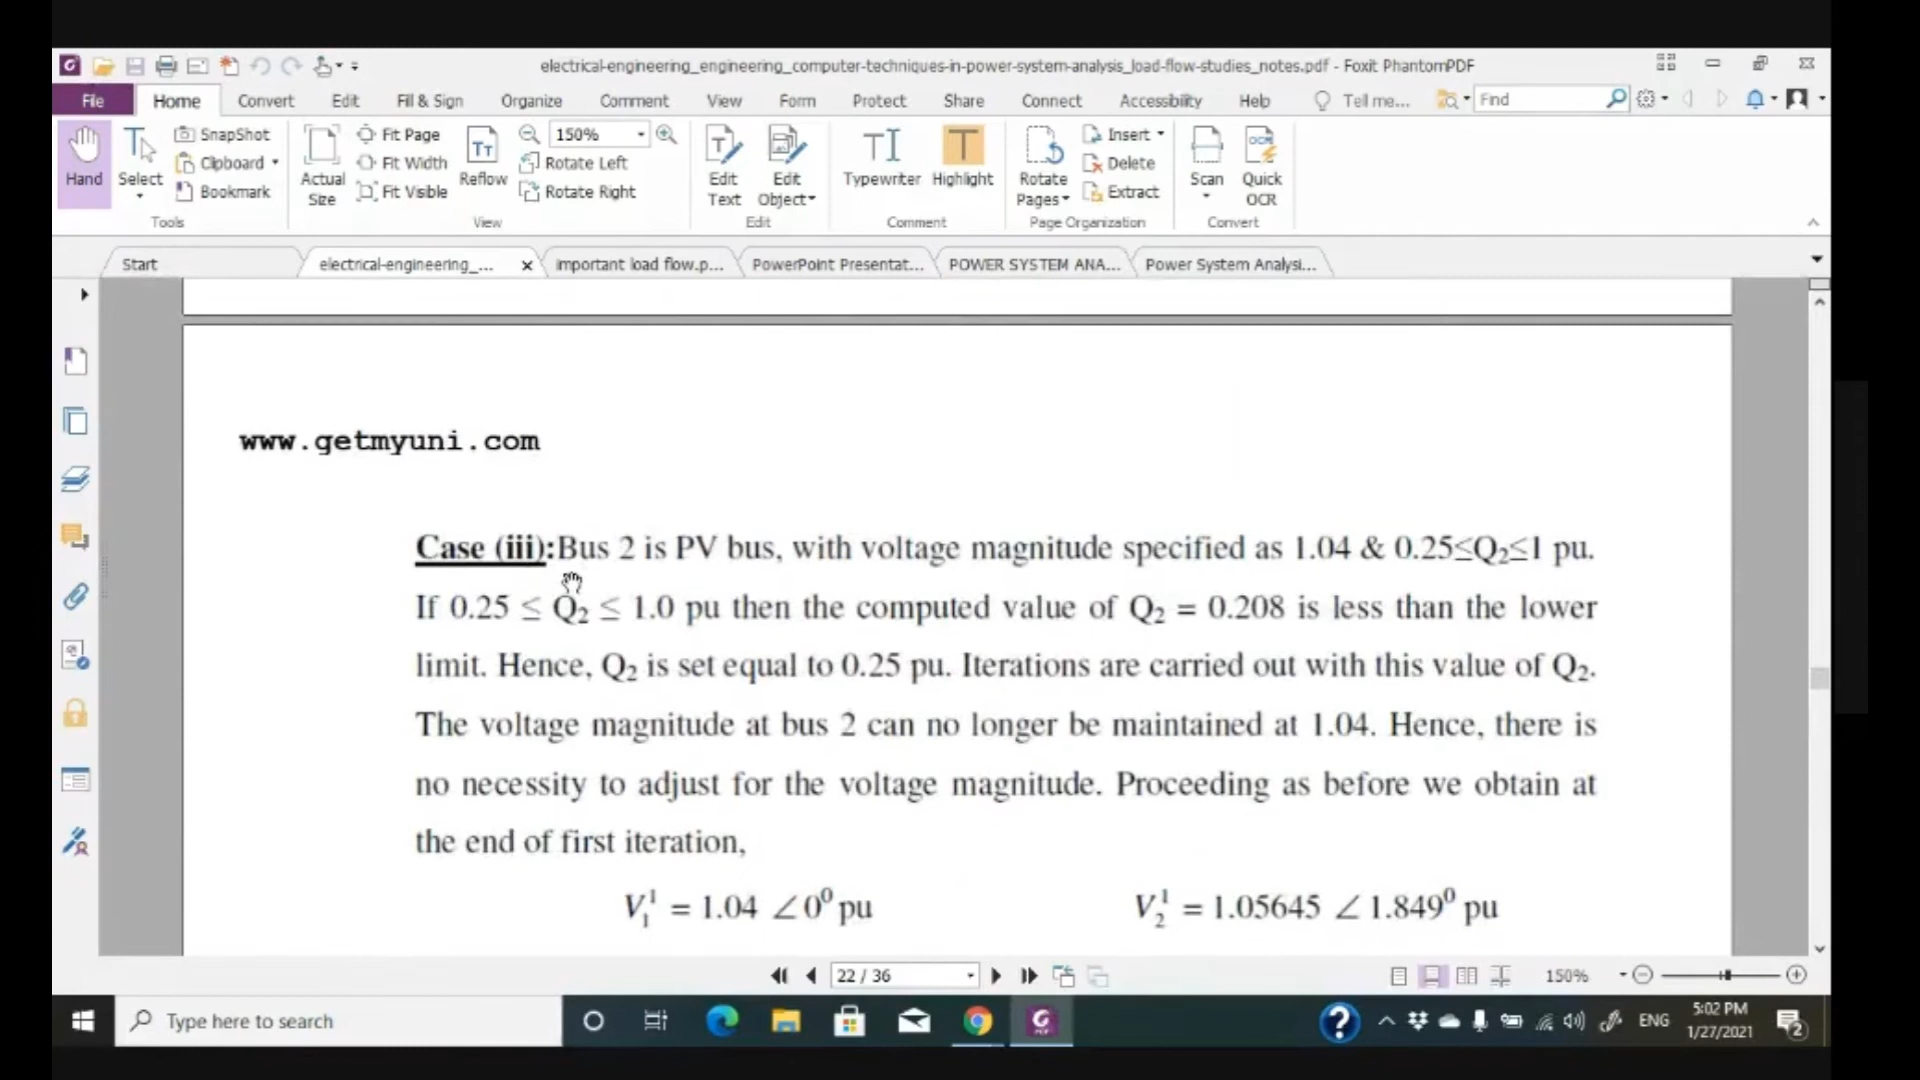 electrical-engineering_engineering_computer-techniques-in-power-system-analysis_load-flow-studies_notes.pdf - Foxit PhantomPDF
File Home Convert Edit Fill & Sign Organize Comment View Form Protect Share Connect Accessibility Help Tell me... Find
Hand
Select
SnapShot
Clipboard
Bookmark
Tools
Actual Size
Fit Page
Fit Width
Fit Visible
Reflow
150%
Rotate Left
Rotate Right
View
Edit Text
Edit Object
Edit
Typewriter
Highlight
Comment
Rotate Pages
Insert
Delete
Extract
Page Organization
Scan
Quick OCR
Convert
Start electrical-engineering_... important load flow.p... PowerPoint Presentat... POWER SYSTEM ANA... Power System Analysi...
www.getmyuni.com
Case (iii):Bus 2 is PV bus, with voltage magnitude specified as 1.04 & 0.25≤Q₂≤1 pu.
If 0.25 ≤ Q₂ ≤ 1.0 pu then the computed value of Q₂ = 0.208 is less than the lower
limit. Hence, Q₂ is set equal to 0.25 pu. Iterations are carried out with this value of Q₂.
The voltage magnitude at bus 2 can no longer be maintained at 1.04. Hence, there is
no necessity to adjust for the voltage magnitude. Proceeding as before we obtain at
the end of first iteration,
V₁¹ = 1.04 ∠0⁰ pu V₂¹ = 1.05645 ∠ 1.849⁰ pu
22 / 36 150%
Type here to search ENG 5:02 PM
1/27/2021 2